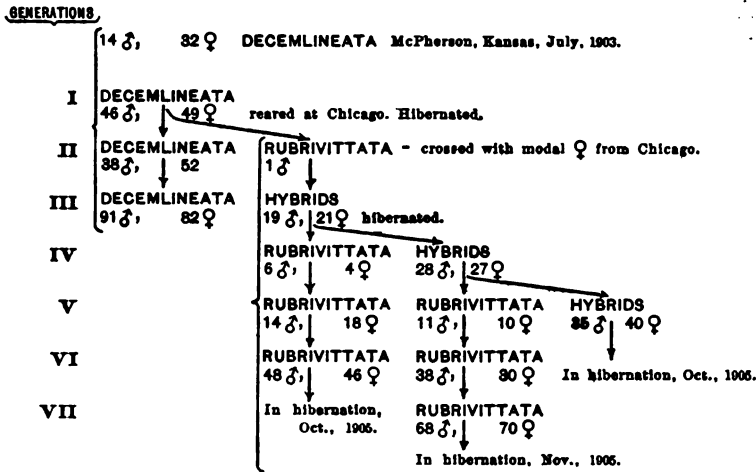 GENERATIONS
14 ♂, 32 ♀ DECEMLINEATA McPherson, Kansas, July, 1903.
I DECEMLINEATA
46 ♂, 49 ♀ reared at Chicago. Hibernated.
II DECEMLINEATA RUBRIVITTATA - crossed with modal ♀ from Chicago.
38 ♂, 52 1 ♂
III DECEMLINEATA HYBRIDS
91 ♂, 82 ♀ 19 ♂, 21 ♀ hibernated.
IV RUBRIVITTATA HYBRIDS
6 ♂, 4 ♀ 28 ♂, 27 ♀
V RUBRIVITTATA RUBRIVITTATA HYBRIDS
14 ♂, 18 ♀ 11 ♂, 10 ♀ 35 ♂ 40 ♀
VI RUBRIVITTATA RUBRIVITTATA In hibernation, Oct., 1905.
48 ♂, 46 ♀ 38 ♂, 30 ♀
VII In hibernation, RUBRIVITTATA
Oct., 1905. 68 ♂, 70 ♀
In hibernation, Nov., 1905.